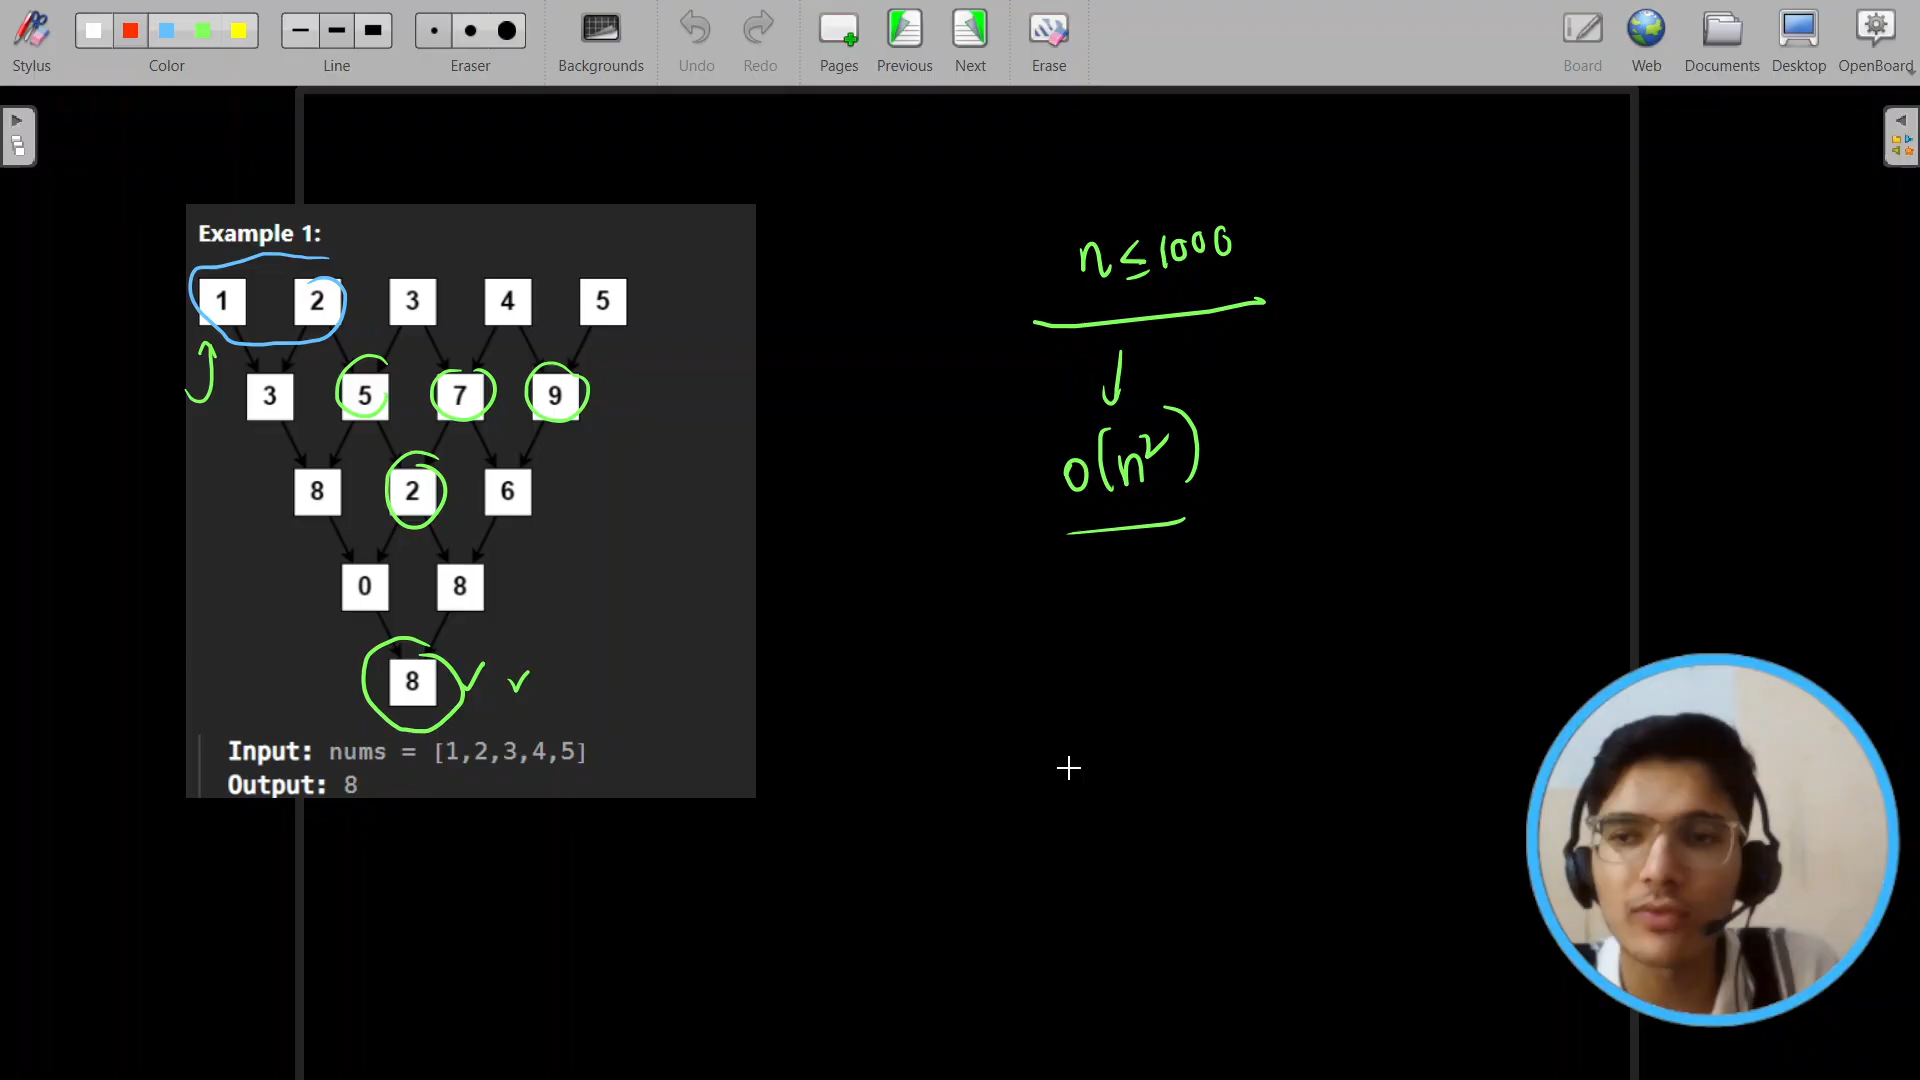 Stylus
Color
Line
Eraser
Backgrounds
Undo
Redo
Pages
Previous
Next
Erase
Board
Web
Documents
Desktop
OpenBoard
Example 1:
1 2 3 4 5
3 5 7 9
8 2 6
0 8
8
Input: nums = [1,2,3,4,5]
Output: 8
n ≤ 1000
O(n²)